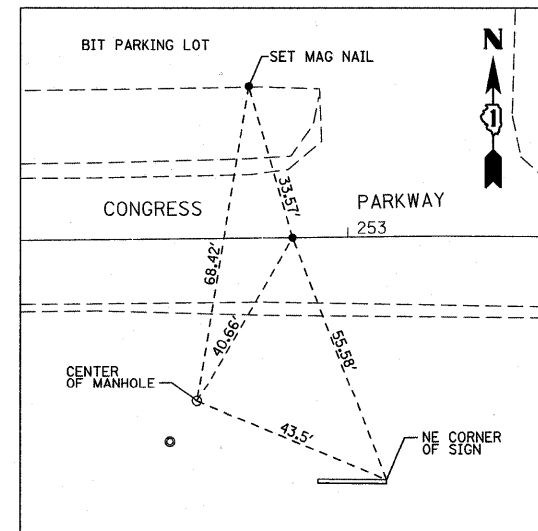 BIT PARKING LOT
SET MAG NAIL
N
1
33.57'
CONGRESS
PARKWAY
253
68.42'
40.66'
55.58'
CENTER
OF MANHOLE
43.5'
NE CORNER
OF SIGN